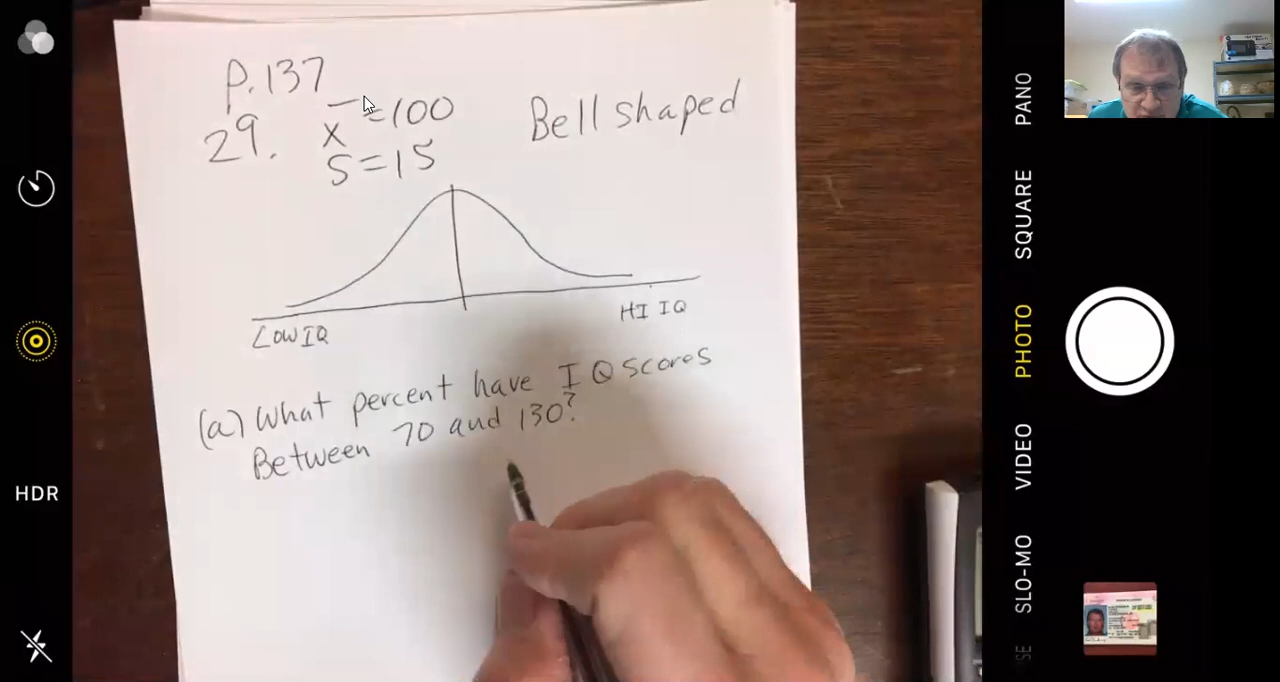 P. 137
29. x̄ = 100
S = 15
Bell shaped
LOW IQ
HI IQ
(a) What percent have IQ scores
Between 70 and 130?
HDR
PANO
SQUARE
PHOTO
VIDEO
SLO-MO
SE